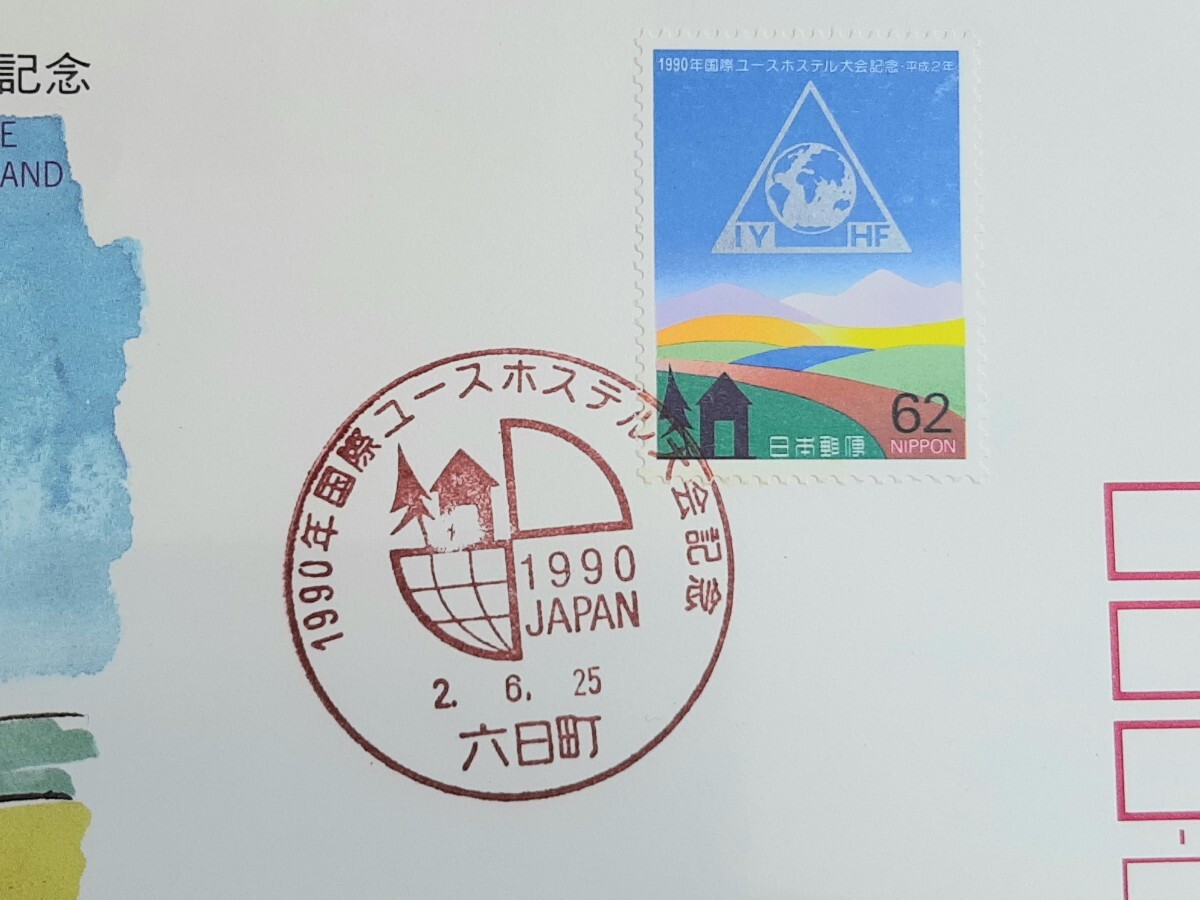 記念
E
AND
1990年国際ユースホステル大会記念・平成2年
IYHF
62
日本郵便
NIPPON
1990年国際ユースホステル大会記念
1990
JAPAN
2. 6. 25
六日町